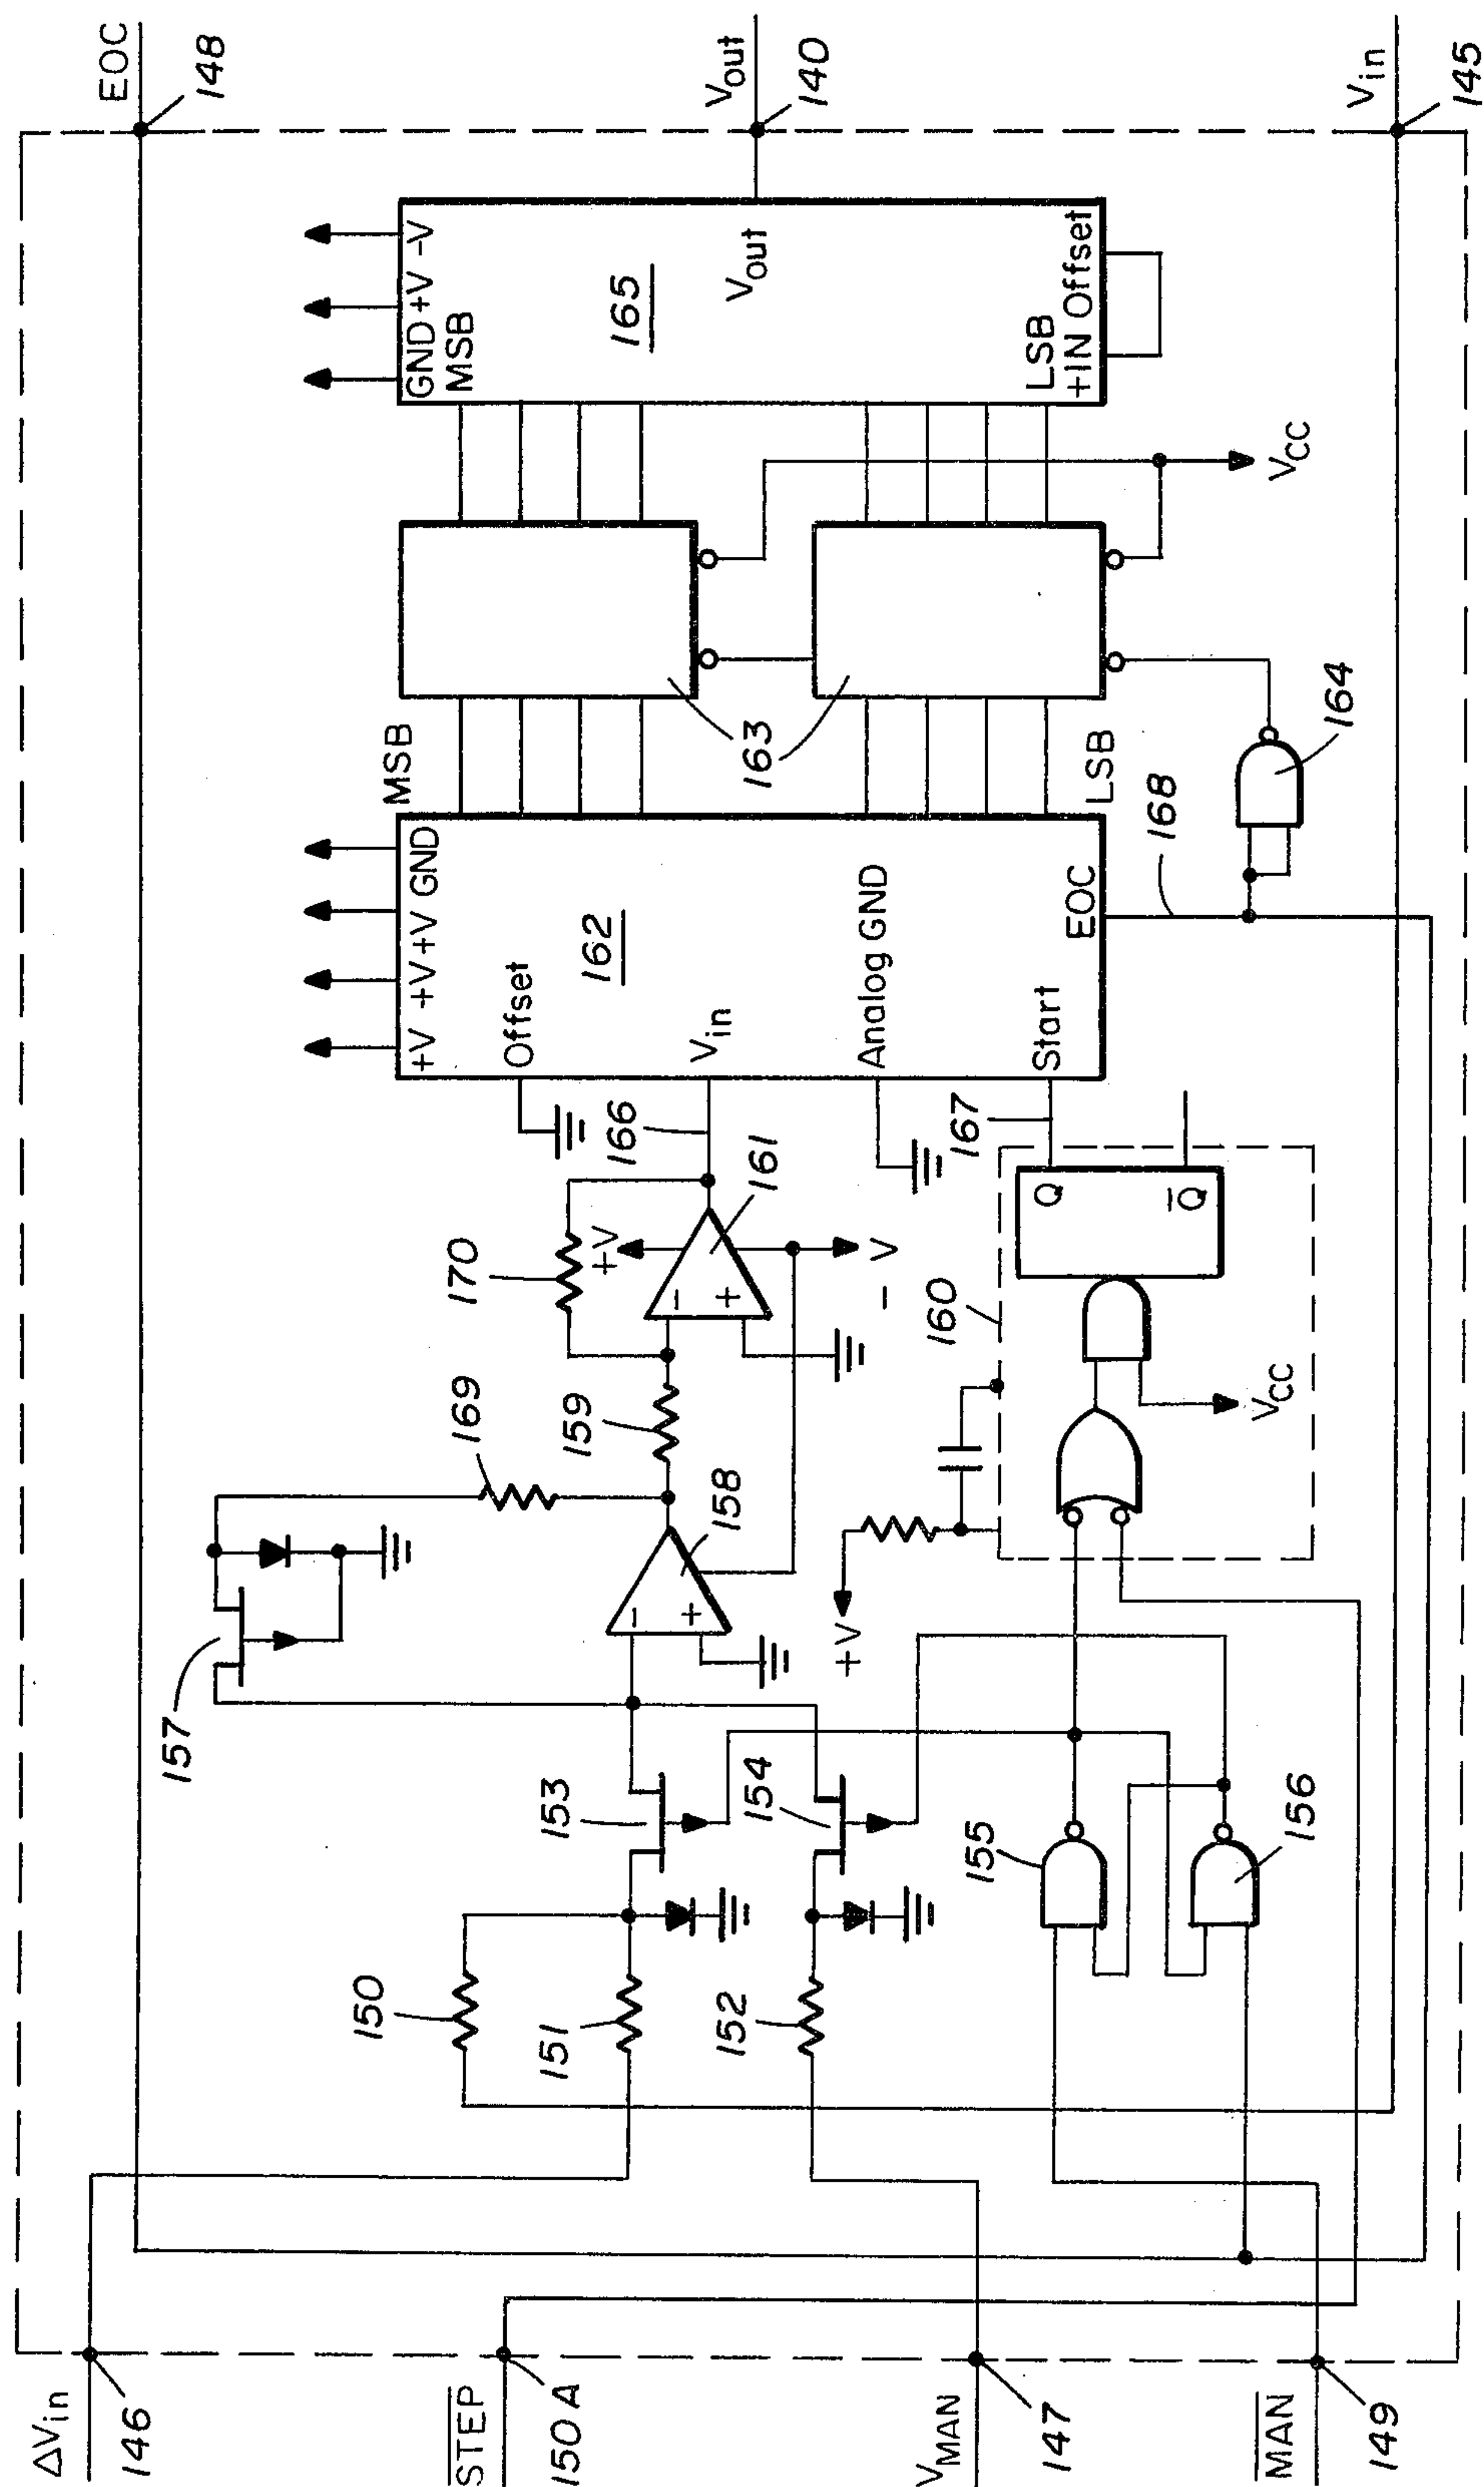 EOC
148
Vout
140
Vin
145
GND +V -V
MSB
165
Vout
LSB
+IN Offset
VCC
MSB
163
LSB
164
168
+V +V +V GND
Offset
162
Vin
Analog GND
EOC
Start
166
167
161
170
+V
-
+
- V
160
Q
Q̅
VCC
169
159
158
-
+
+V
157
153
154
155
156
150
151
152
ΔVin
146
S̅T̅E̅P̅
150A
VMAN
147
M̅A̅N̅
149